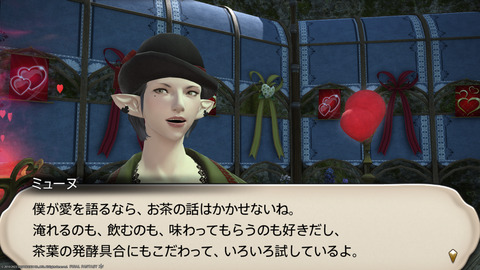 ミューヌ
僕が愛を語るなら、お茶の話はかかせないね。
淹れるのも、飲むのも、味わってもらうのも好きだし、
茶葉の発酵具合にもこだわって、いろいろ試しているよ。